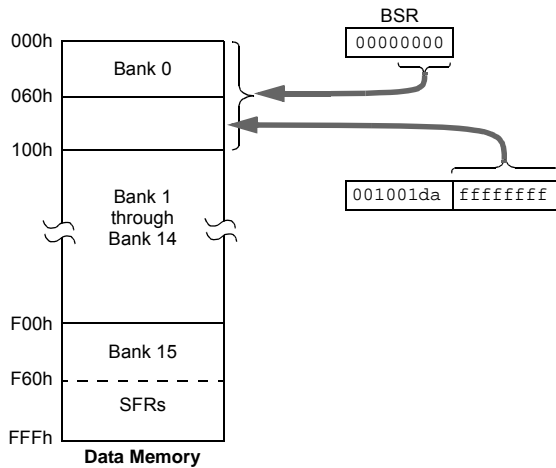 BSR
000h
00000000
Bank 0
060h
100h
001001da ffffffff
Bank 1
through
Bank 14
F00h
Bank 15
F60h
SFRs
FFFh
Data Memory